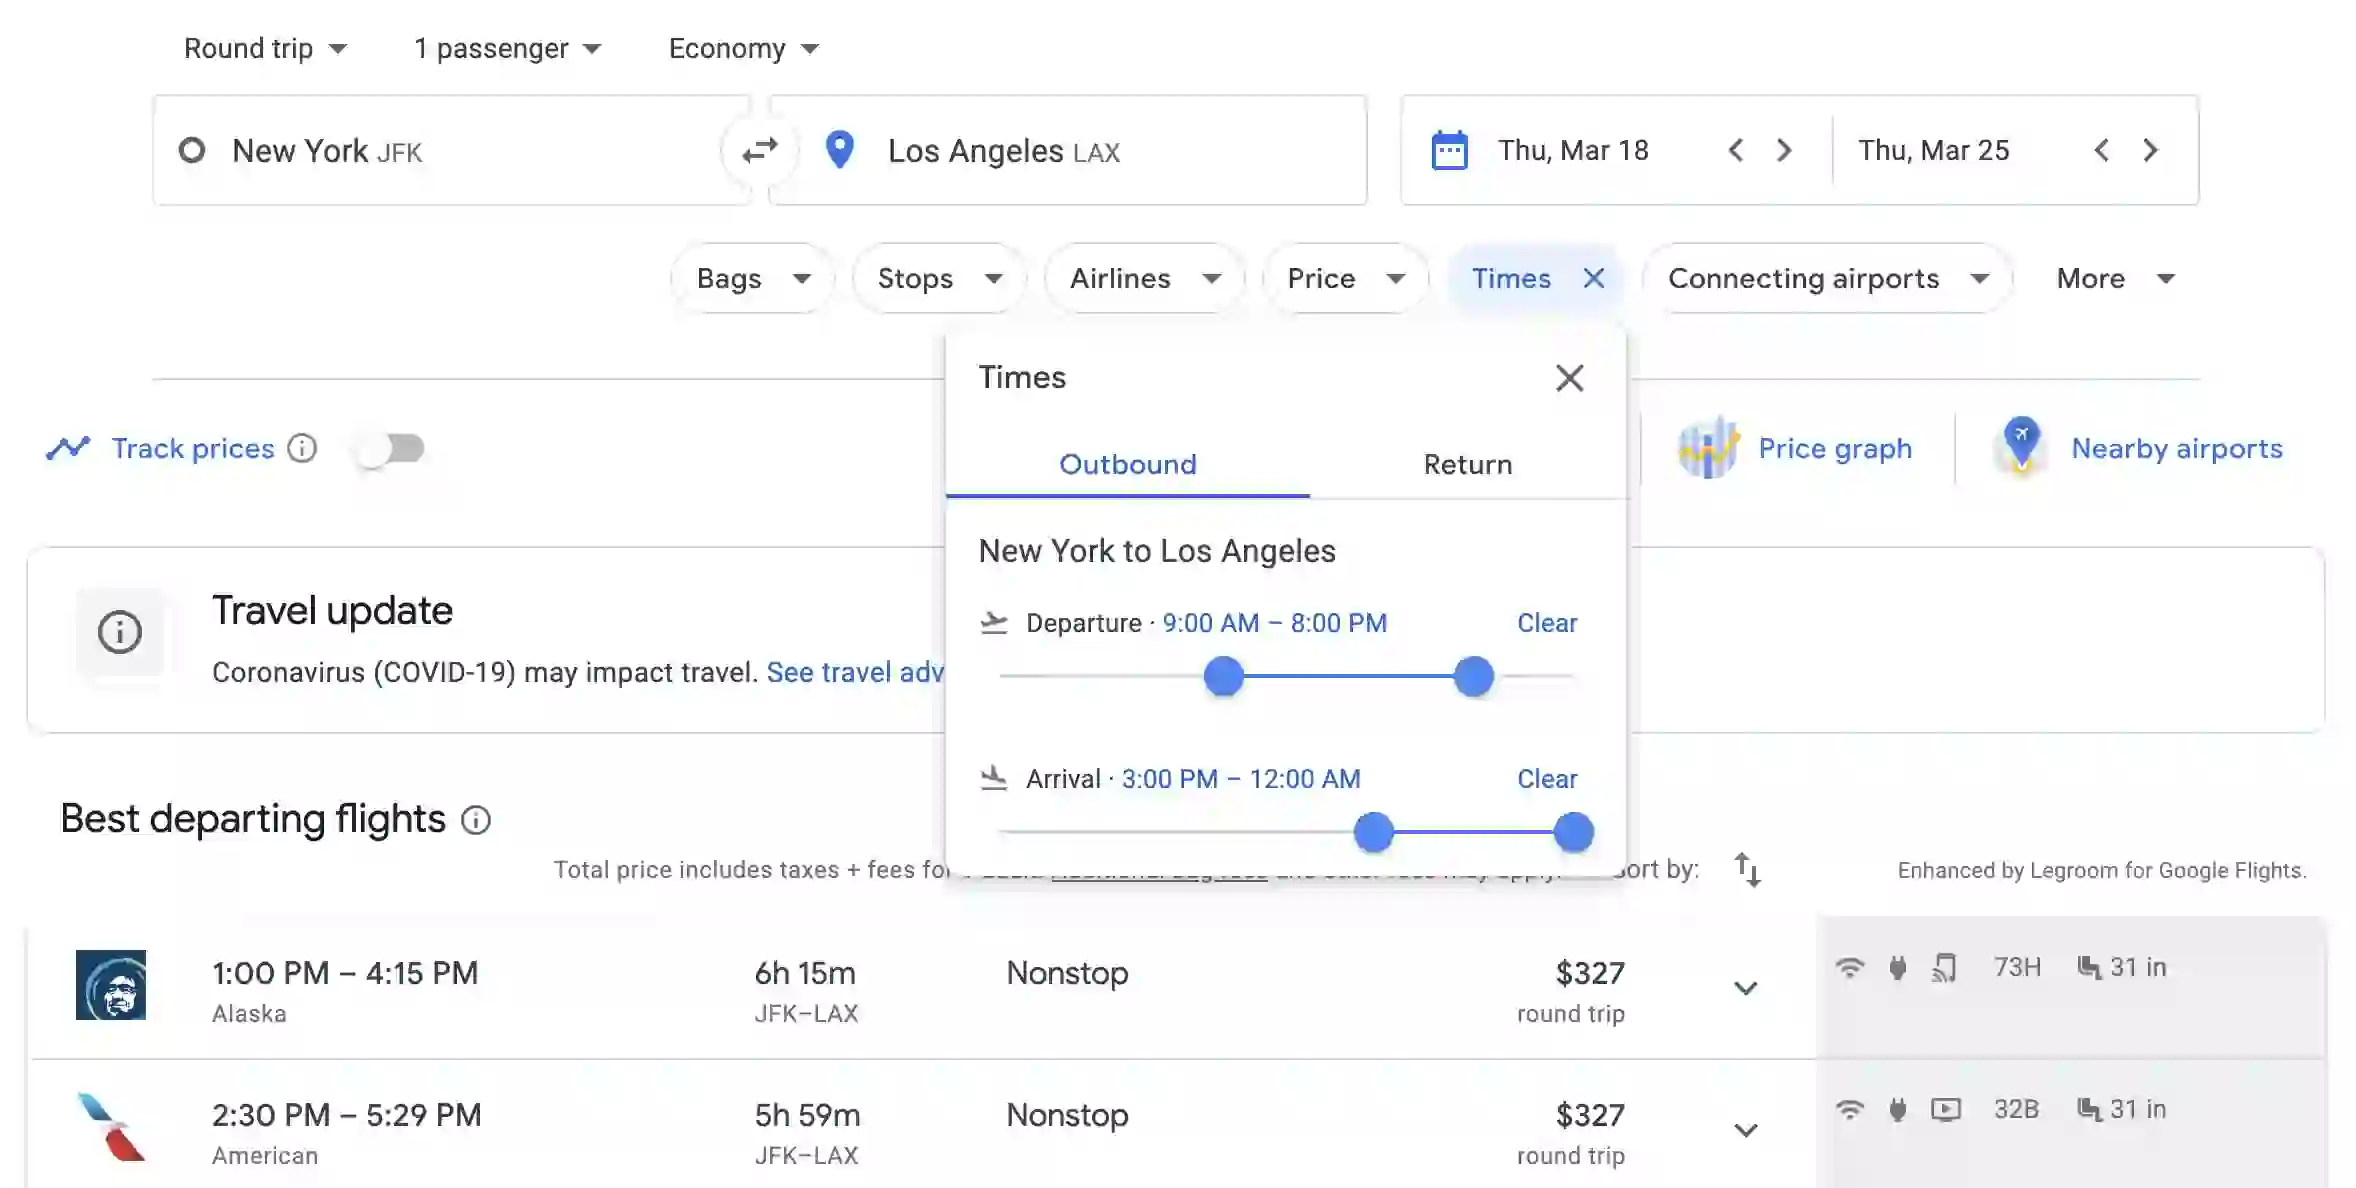 Round trip 1 passenger Economy
New York JFK Los Angeles LAX Thu, Mar 18 Thu, Mar 25
Bags Stops Airlines Price Times Connecting airports More
Times
Track prices Price graph Nearby airports
Outbound Return
New York to Los Angeles
Travel update
Departure · 9:00 AM – 8:00 PM Clear
Coronavirus (COVID-19) may impact travel. See travel adv
Arrival · 3:00 PM – 12:00 AM Clear
Best departing flights
Total price includes taxes + fees fo ort by: Enhanced by Legroom for Google Flights.
1:00 PM – 4:15 PM 6h 15m Nonstop $327 73H 31 in
Alaska JFK–LAX round trip
2:30 PM – 5:29 PM 5h 59m Nonstop $327 32B 31 in
American JFK–LAX round trip